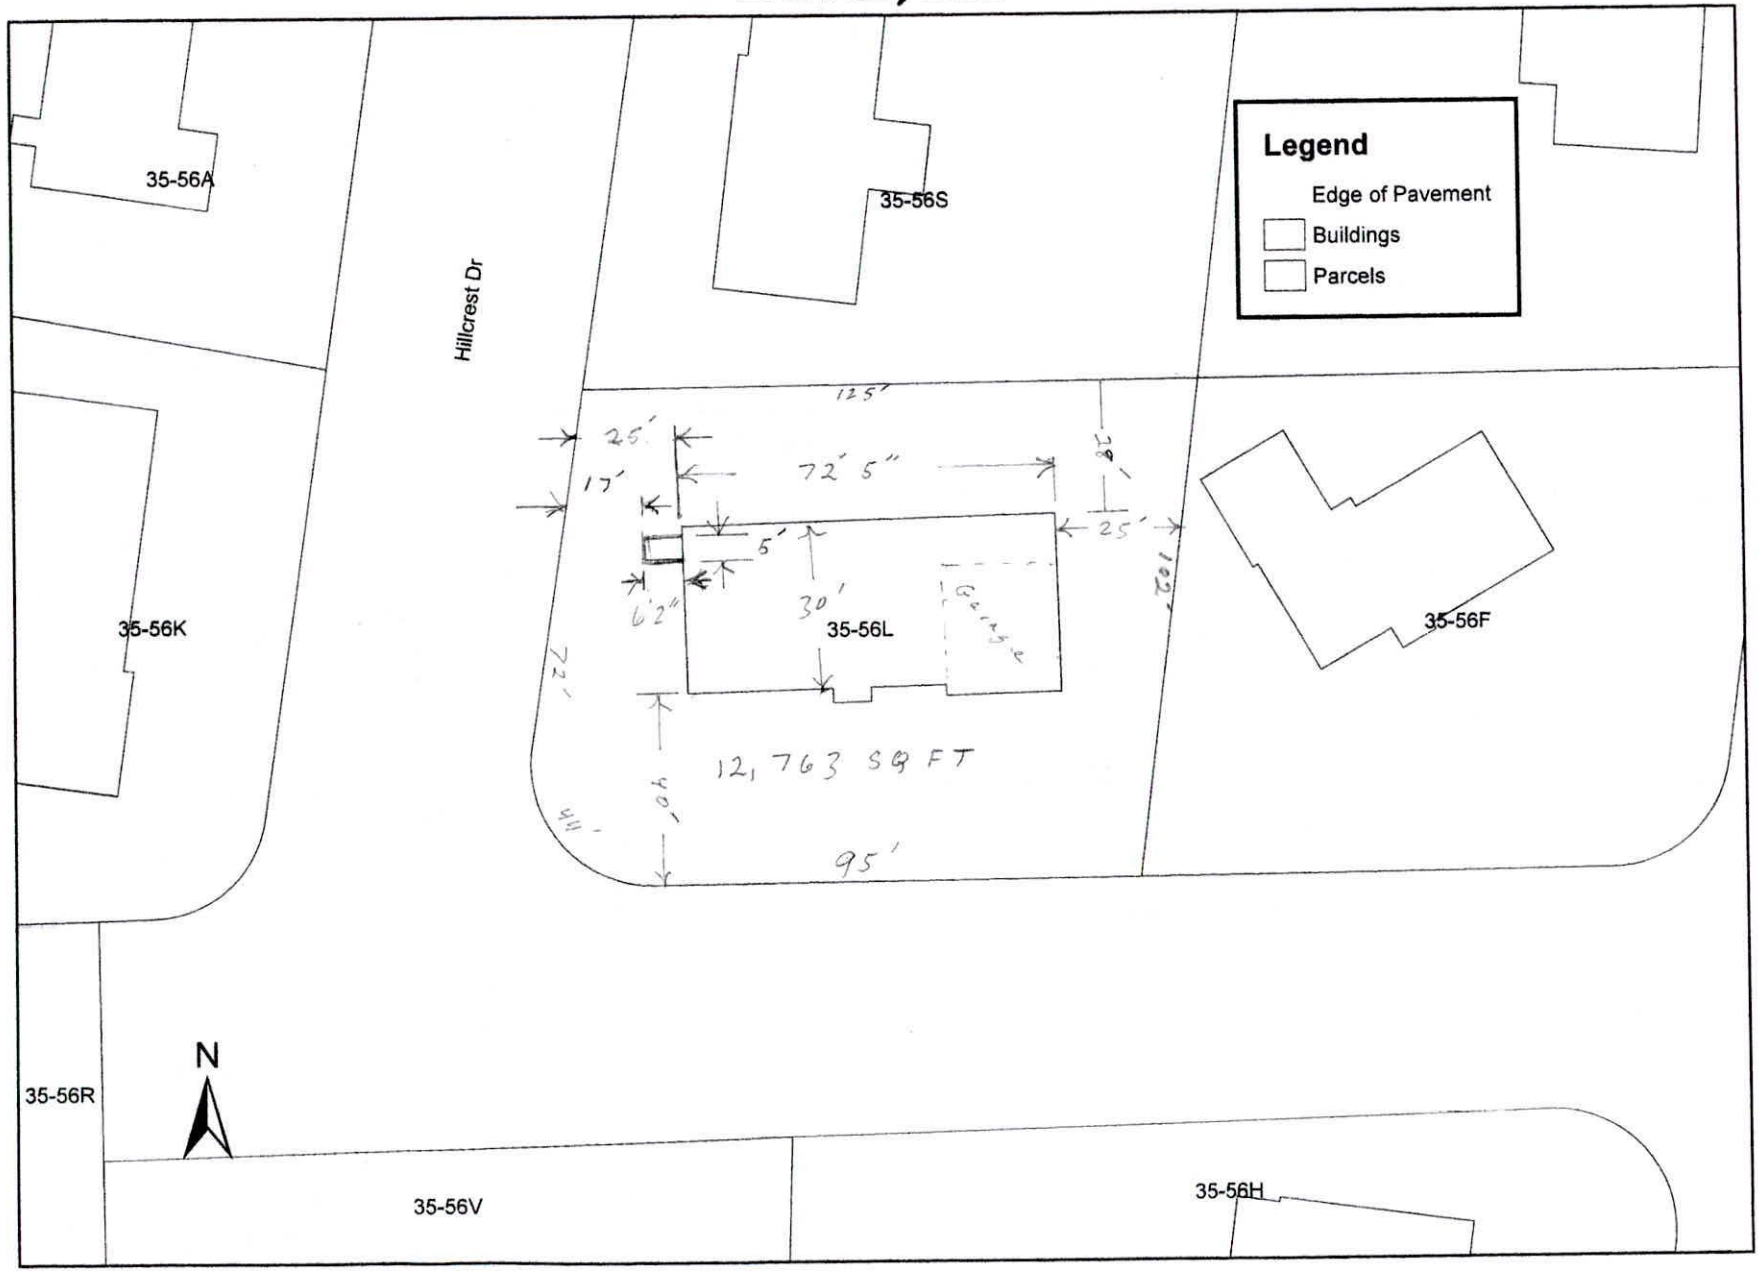 Legend
Edge of Pavement
Buildings
Parcels
35-56A
35-56S
Hillcrest Dr
125'
25'
28'
72' 5"
17'
25'
5'
102'
6'2"
30'
Garage
35-56K
35-56L
35-56F
72'
12,763 SQ FT
40'
44'
95'
N
35-56R
35-56V
35-56H